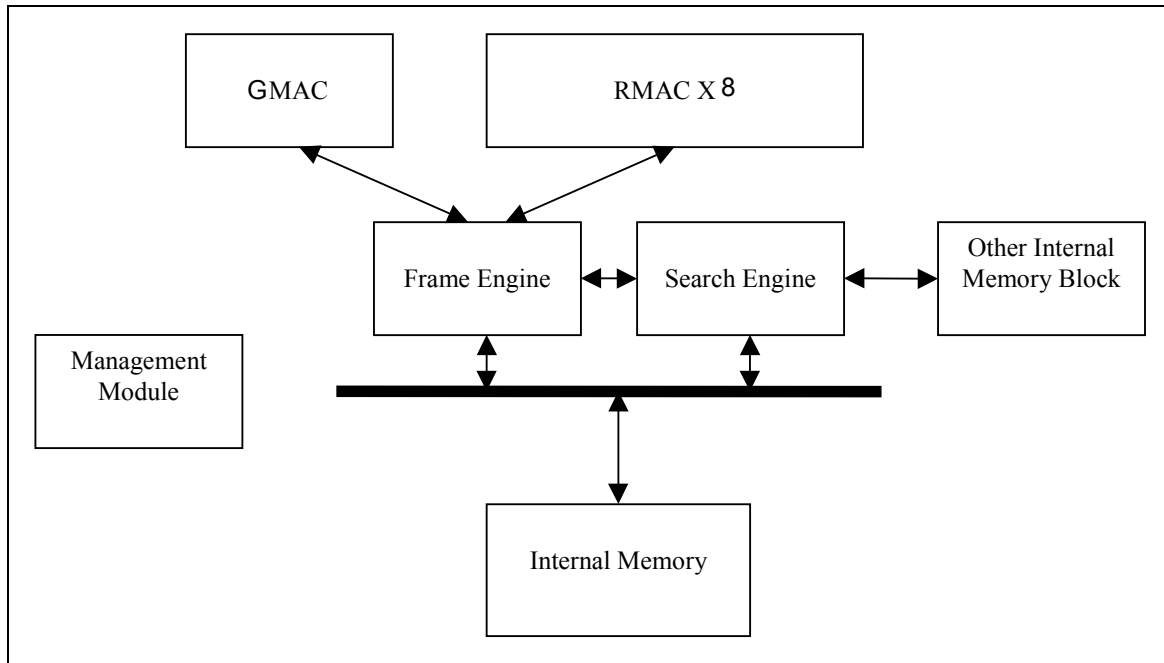 GMAC
RMAC X 8
Frame Engine
Search Engine
Other Internal
Memory Block
Management
Module
Internal Memory